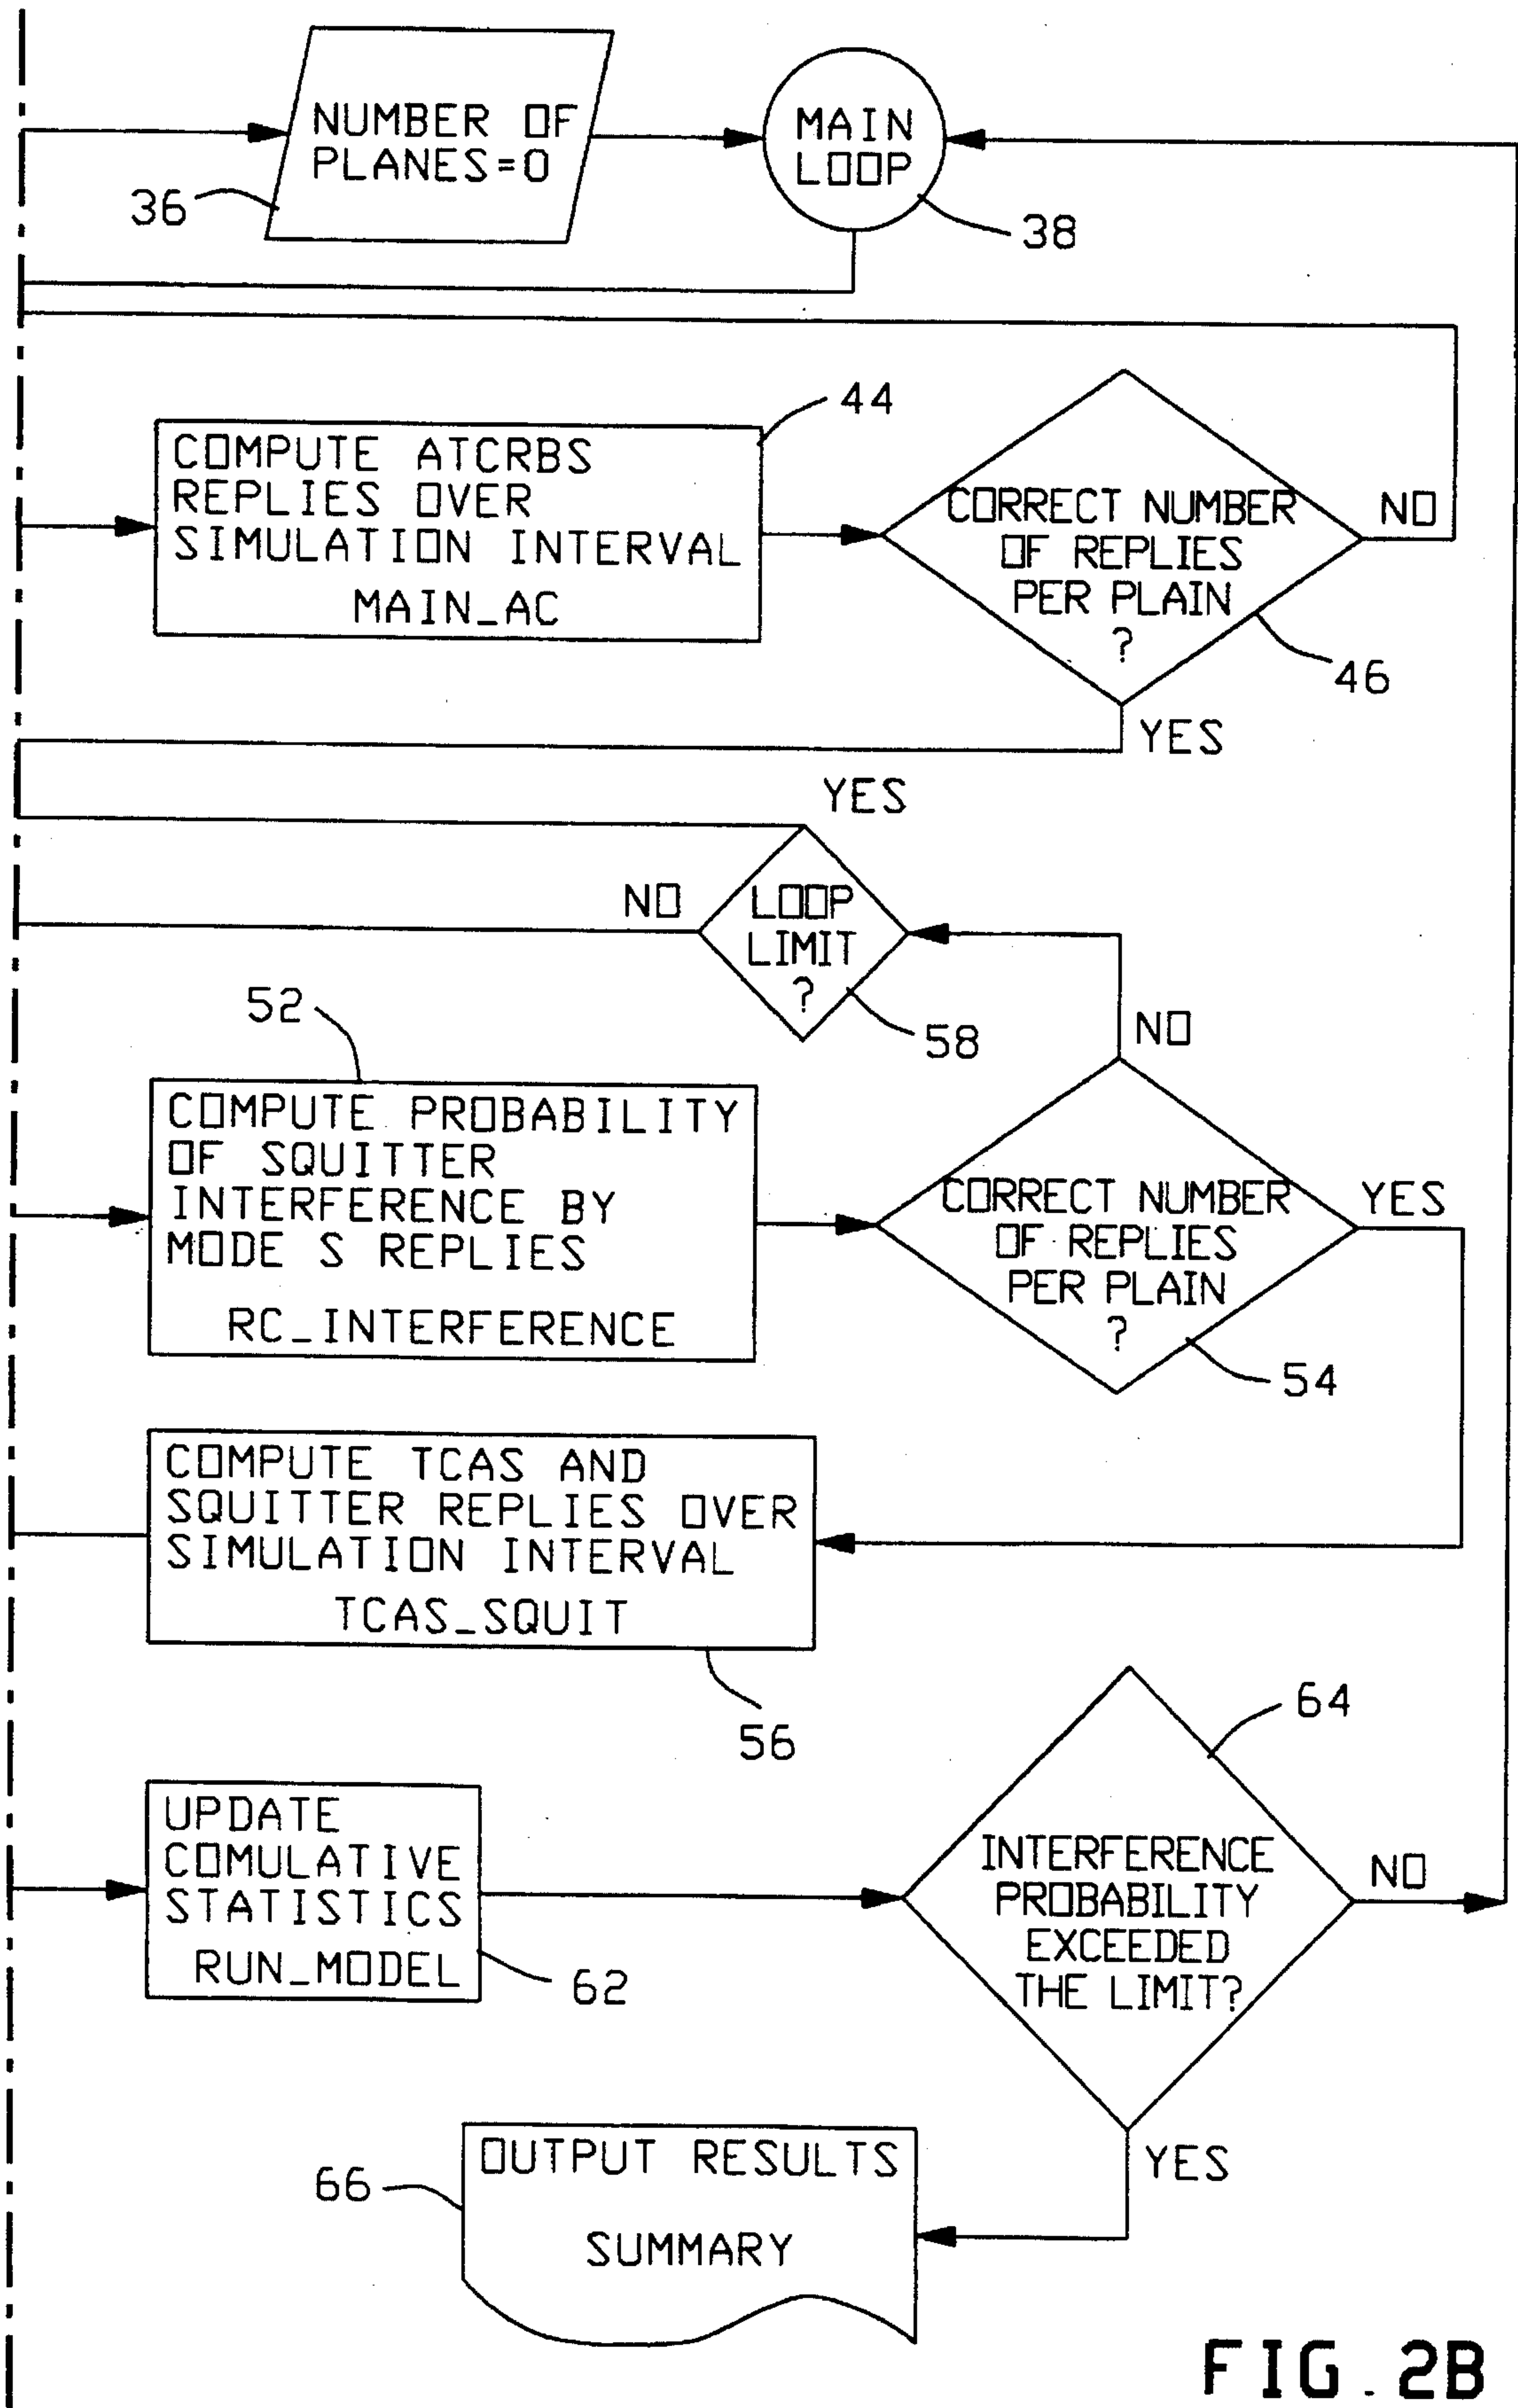 NUMBER OF
PLANES=0
36
MAIN
LOOP
38
44
COMPUTE ATCRBS
REPLIES OVER
SIMULATION INTERVAL
MAIN_AC
CORRECT NUMBER
OF REPLIES
PER PLAIN
?
NO
46
YES
YES
NO
LOOP
LIMIT
?
58
NO
52
COMPUTE PROBABILITY
OF SQUITTER
INTERFERENCE BY
MODE S REPLIES
RC_INTERFERENCE
CORRECT NUMBER
OF REPLIES
PER PLAIN
?
YES
54
COMPUTE TCAS AND
SQUITTER REPLIES OVER
SIMULATION INTERVAL
TCAS_SQUIT
56
64
UPDATE
COMULATIVE
STATISTICS
RUN_MODEL
62
INTERFERENCE
PROBABILITY
EXCEEDED
THE LIMIT?
NO
YES
OUTPUT RESULTS
SUMMARY
66
FIG. 2B